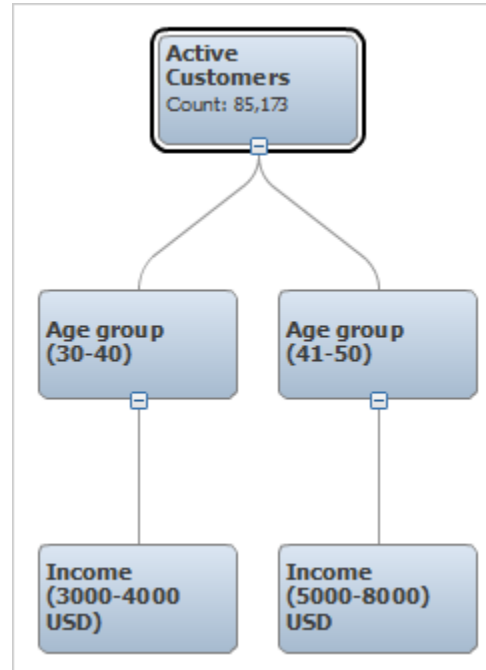 Active
Customers
Count: 85,173
Age group
(30-40)
Age group
(41-50)
Income
(3000-4000
USD)
Income
(5000-8000)
USD